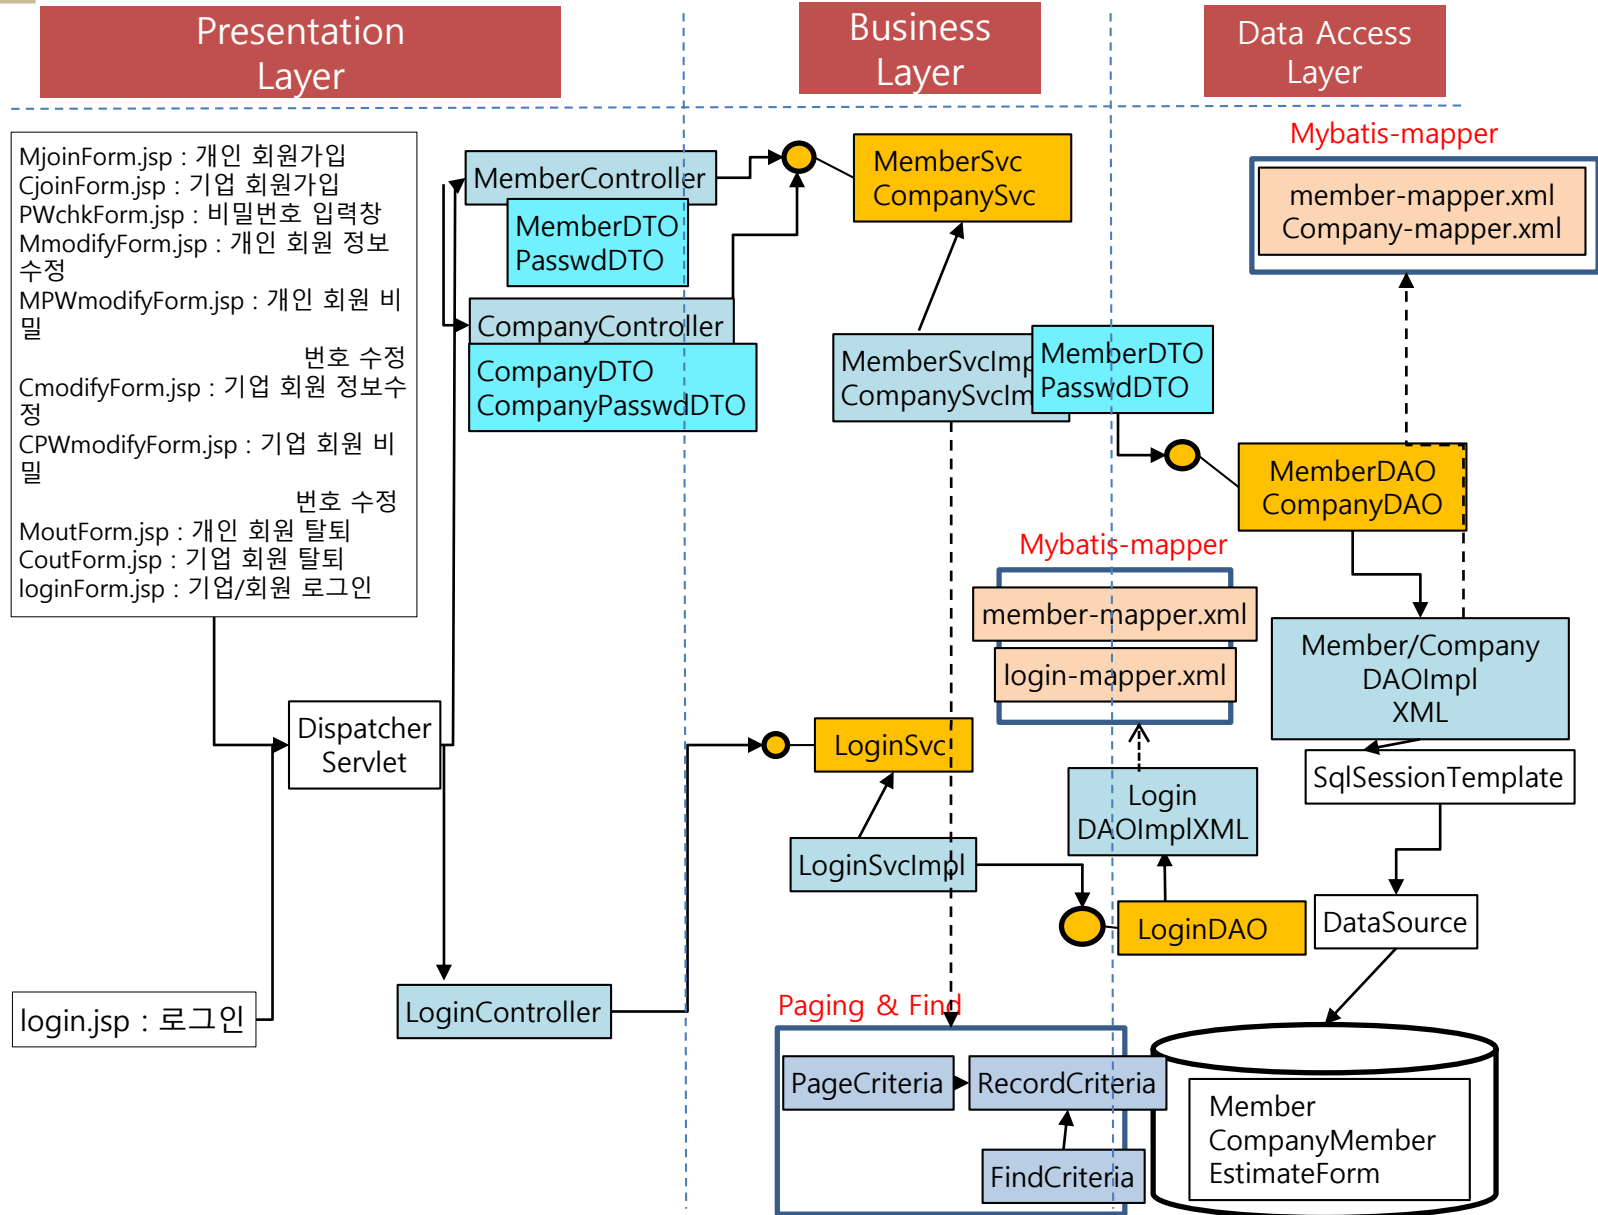 Presentation
Layer
Business
Layer
Data Access
Layer
MjoinForm.jsp : 개인 회원가입
CjoinForm.jsp : 기업 회원가입
PWchkForm.jsp : 비밀번호 입력창
MmodifyForm.jsp : 개인 회원 정보
수정
MPWmodifyForm.jsp : 개인 회원 비
밀
번호 수정
CmodifyForm.jsp : 기업 회원 정보수
정
CPWmodifyForm.jsp : 기업 회원 비
밀
번호 수정
MoutForm.jsp : 개인 회원 탈퇴
CoutForm.jsp : 기업 회원 탈퇴
loginForm.jsp : 기업/회원 로그인
login.jsp : 로그인
Dispatcher
Servlet
MemberController
MemberDTO
PasswdDTO
CompanyController
CompanyDTO
CompanyPasswdDTO
LoginController
MemberSvc
CompanySvc
MemberSvcImp
CompanySvcIm
MemberDTO
PasswdDTO
LoginSvc
LoginSvcImpl
Mybatis-mapper
member-mapper.xml
login-mapper.xml
Login
DAOImplXML
LoginDAO
Paging & Find
PageCriteria
RecordCriteria
FindCriteria
Mybatis-mapper
member-mapper.xml
Company-mapper.xml
MemberDAO
CompanyDAO
Member/Company
DAOImpl
XML
SqlSessionTemplate
DataSource
Member
CompanyMember
EstimateForm